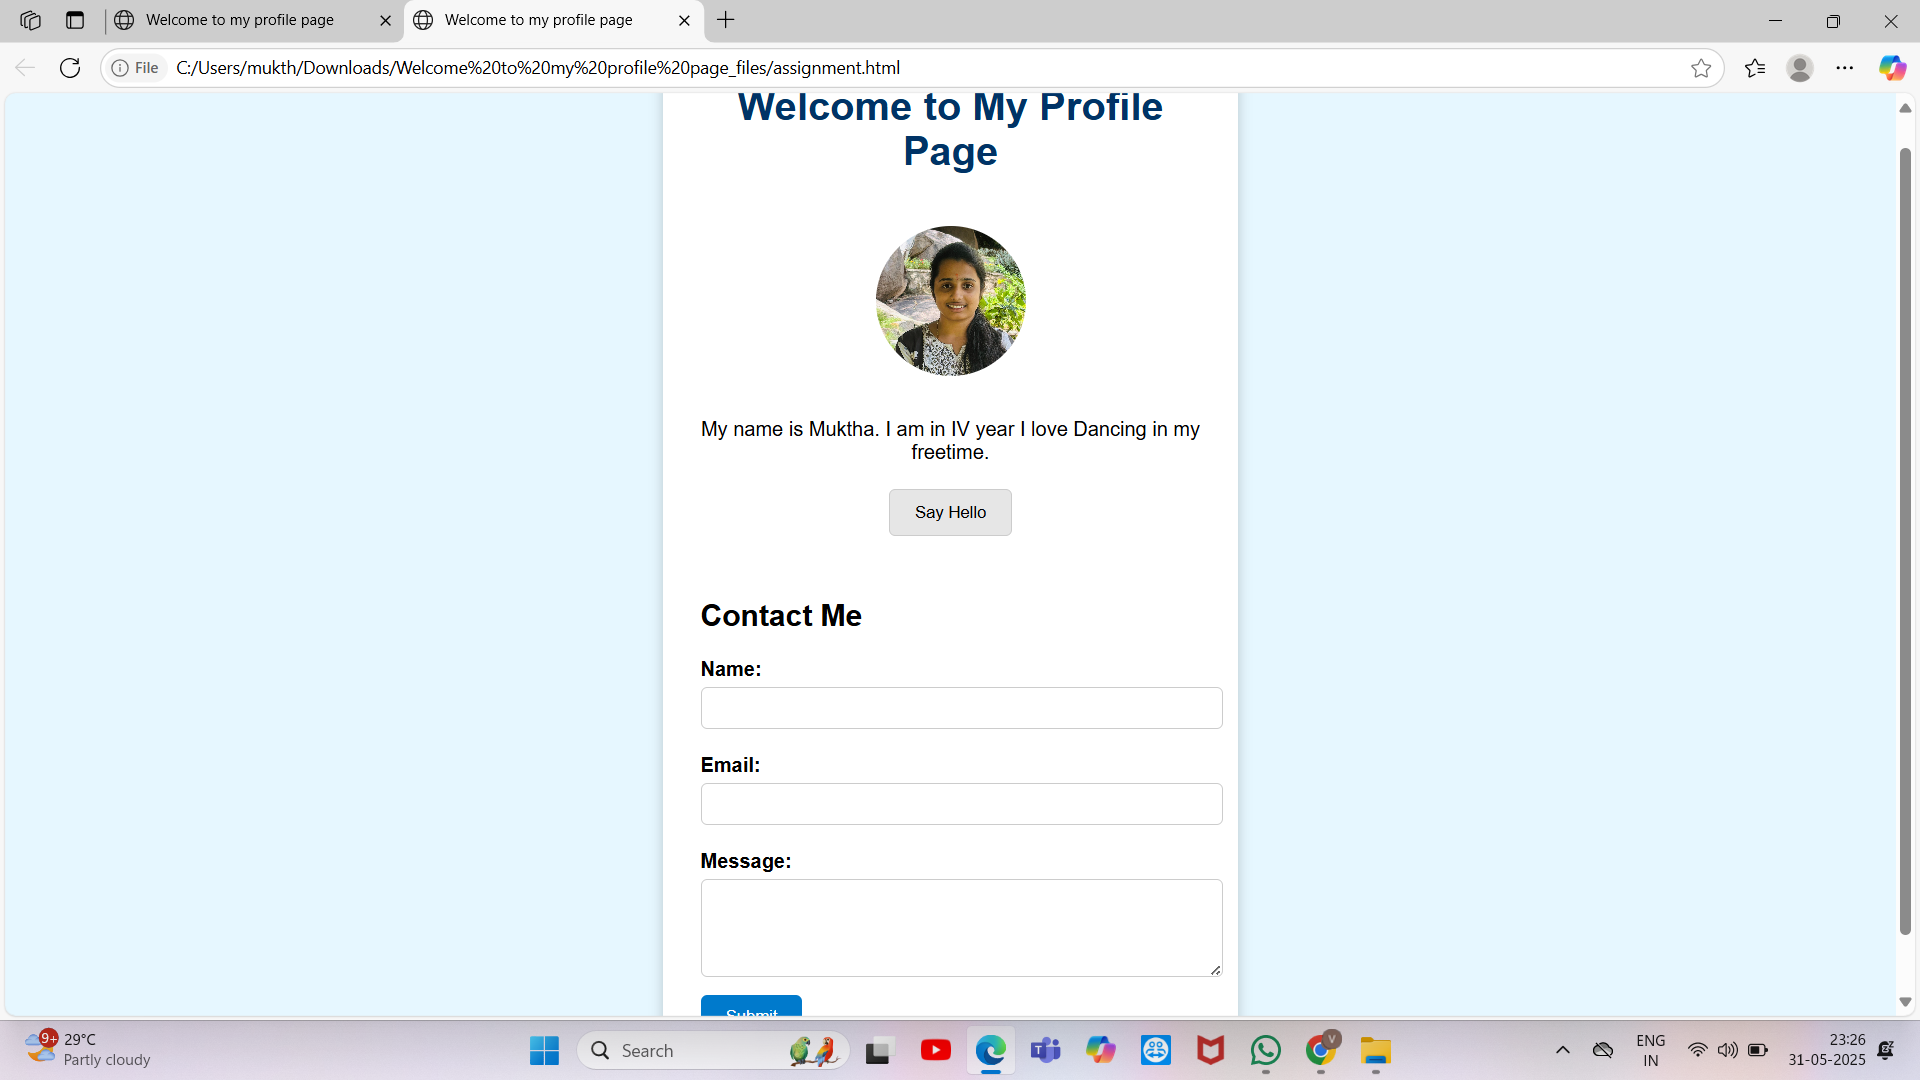 Welcome to my profile page
Welcome to my profile page
File
C:/Users/mukth/Downloads/Welcome%20to%20my%20profile%20page_files/assignment.html
Welcome to My Profile
Page
My name is Muktha. I am in IV year I love Dancing in my
freetime.
Say Hello
Contact Me
Name:
Email:
Message:
Submit
9+
29°C
Partly cloudy
Search
V
ENG
IN
23:26
31-05-2025